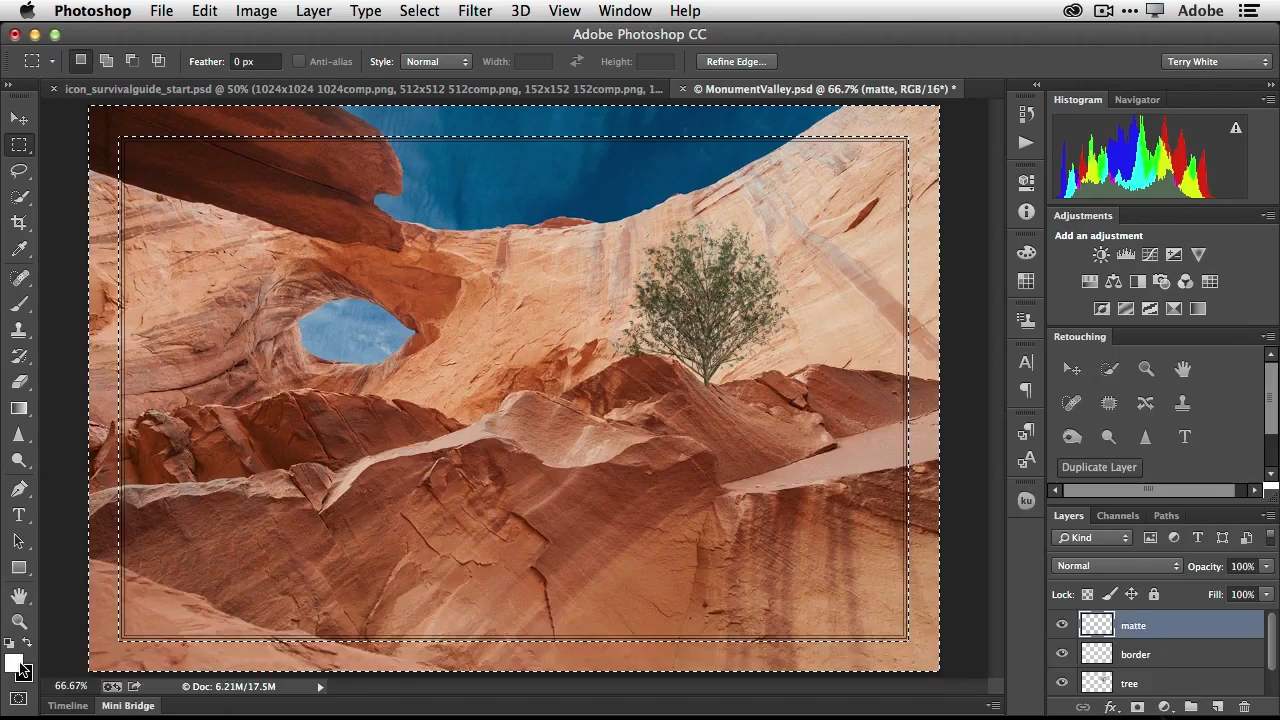 Photoshop File Edit Image Layer Type Select Filter 3D View Window Help Adobe
Adobe Photoshop CC
Feather: 0 px Anti-alias Style: Normal Width: Height: Refine Edge... Terry White
icon_survivalguide_start.psd @ 50% (1024x1024 1024comp.png, 512x512 512comp.png, 152x152 152comp.png, 1... © MonumentValley.psd @ 66.7% (matte, RGB/16*) *
Histogram Navigator
Adjustments
Add an adjustment
Retouching
Duplicate Layer
Layers Channels Paths
Kind
Normal Opacity: 100%
Lock: Fill: 100%
matte
border
tree
66.67% © Doc: 6.21M/17.5M
Timeline Mini Bridge
A
T
T
ku
T
A